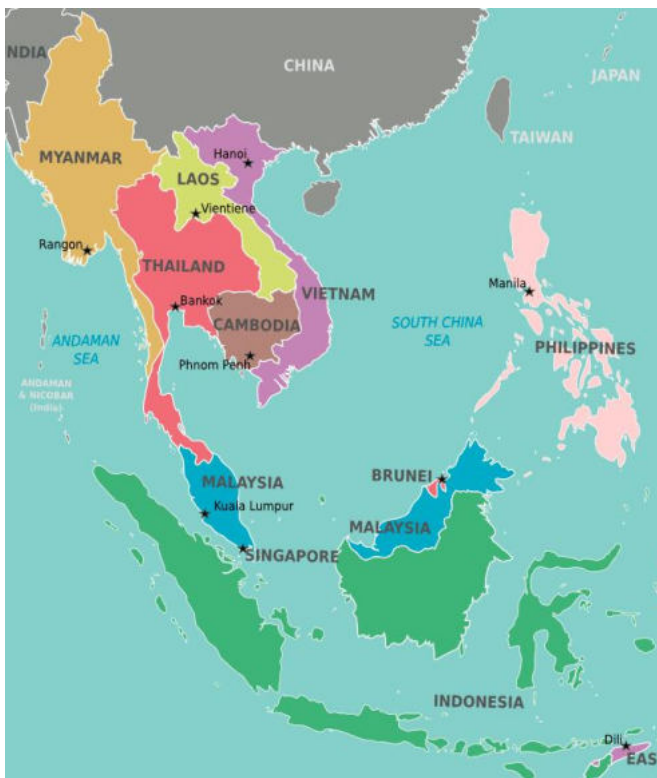 NDIA
CHINA
JAPAN
TAIWAN
MYANMAR
Hanoi
LAOS
Vientiene
Rangon
THAILAND
Bankok
VIETNAM
CAMBODIA
Phnom Penh
ANDAMAN
SEA
ANDAMAN
& NICOBAR
(India)
SOUTH CHINA
SEA
Manila
PHILIPPINES
MALAYSIA
Kuala Lumpur
SINGAPORE
BRUNEI
MALAYSIA
INDONESIA
Dili
EAS